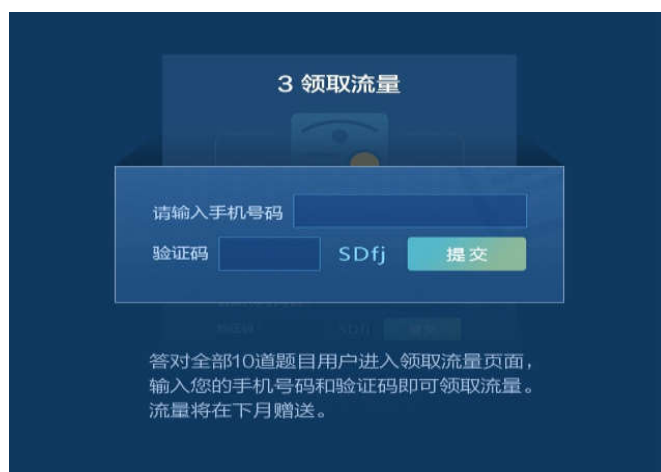 3 领取流量
请输入手机号码
验证码 SDfj 提交
SDfj
答对全部10道题目用户进入领取流量页面，
输入您的手机号码和验证码即可领取流量。
流量将在下月赠送。